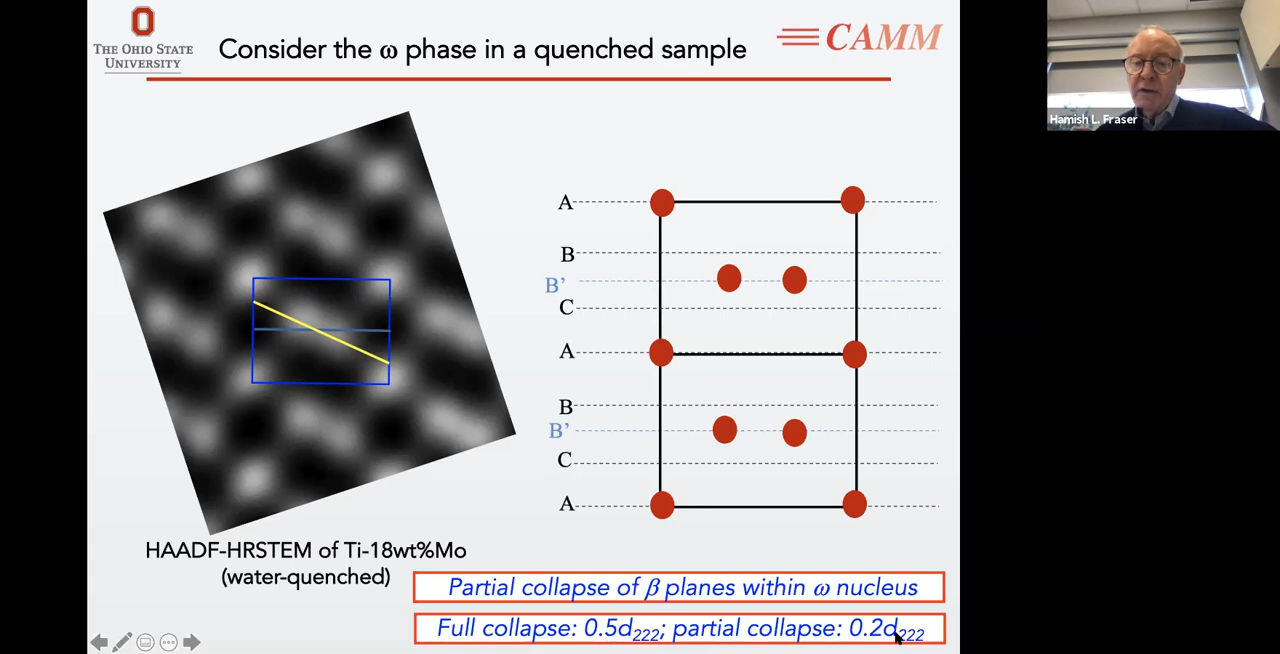 THE OHIO STATE
UNIVERSITY
Consider the ω phase in a quenched sample
CAMM
Hamish L. Fraser
A
B
B’
C
A
B
B’
C
A
HAADF-HRSTEM of Ti-18wt%Mo
(water-quenched)
Partial collapse of β planes within ω nucleus
Full collapse: 0.5d₂₂₂; partial collapse: 0.2d₂₂₂